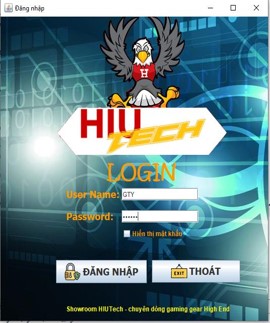 Đăng nhập
H
HIU
TECH
LOGIN
User Name: GTY
Password: ••••••
Hiển thị mật khẩu
ĐĂNG NHẬP
EXIT THOÁT
Showroom HIUTech - chuyên dòng gaming gear High End